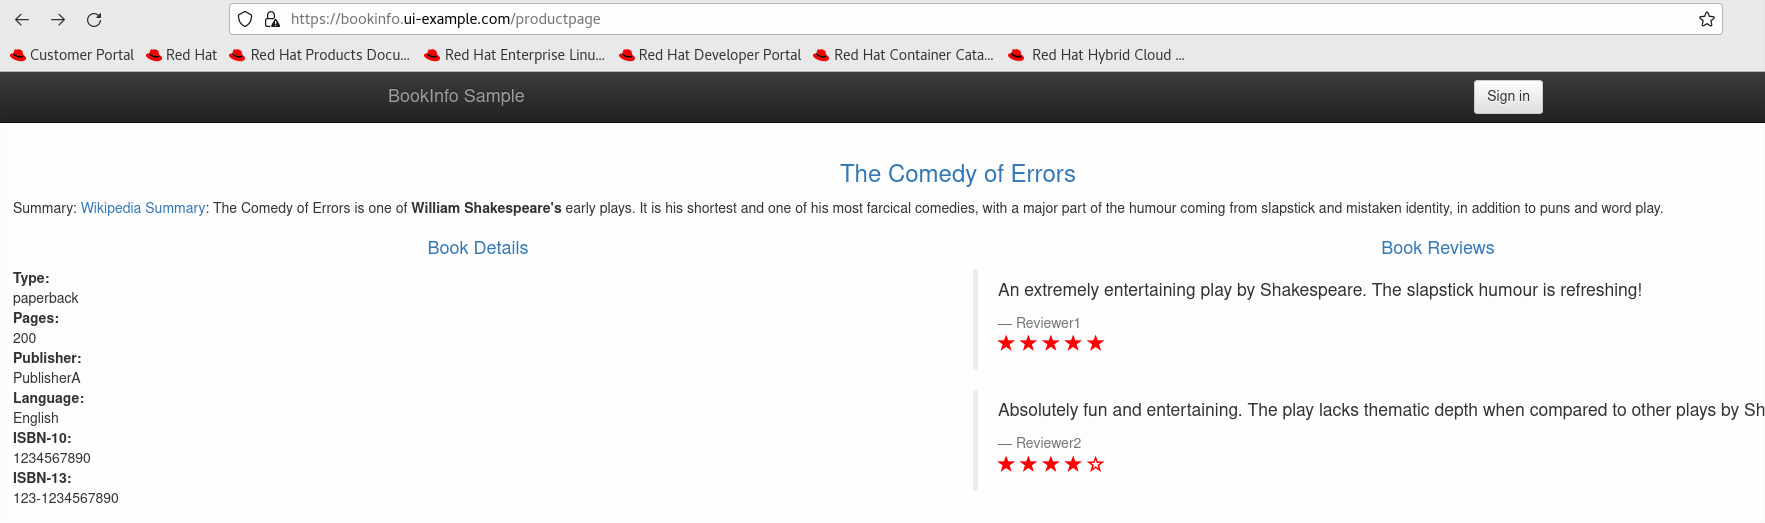 https://bookinfo.ui-example.com/productpage
Customer Portal Red Hat Red Hat Products Docu... Red Hat Enterprise Linu... Red Hat Developer Portal Red Hat Container Cata... Red Hat Hybrid Cloud ...
BookInfo Sample Sign in
The Comedy of Errors
Summary: Wikipedia Summary: The Comedy of Errors is one of William Shakespeare's early plays. It is his shortest and one of his most farcical comedies, with a major part of the humour coming from slapstick and mistaken identity, in addition to puns and word play.
Book Details
Type:
paperback
Pages:
200
Publisher:
PublisherA
Language:
English
ISBN-10:
1234567890
ISBN-13:
123-1234567890
Book Reviews
An extremely entertaining play by Shakespeare. The slapstick humour is refreshing!
— Reviewer1
Absolutely fun and entertaining. The play lacks thematic depth when compared to other plays by Sh
— Reviewer2